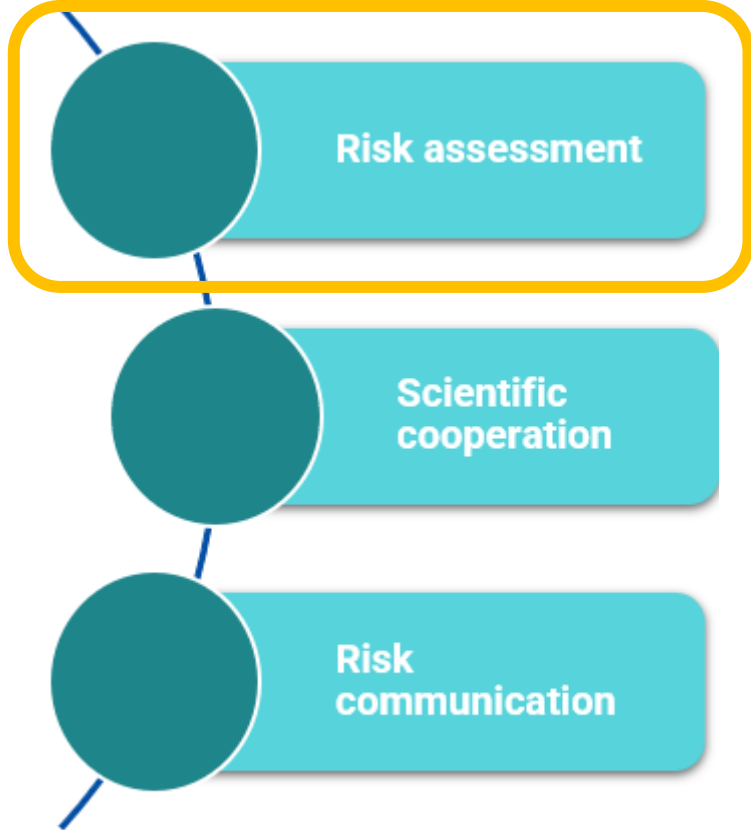 Risk assessment
Scientific
cooperation
Risk
communication